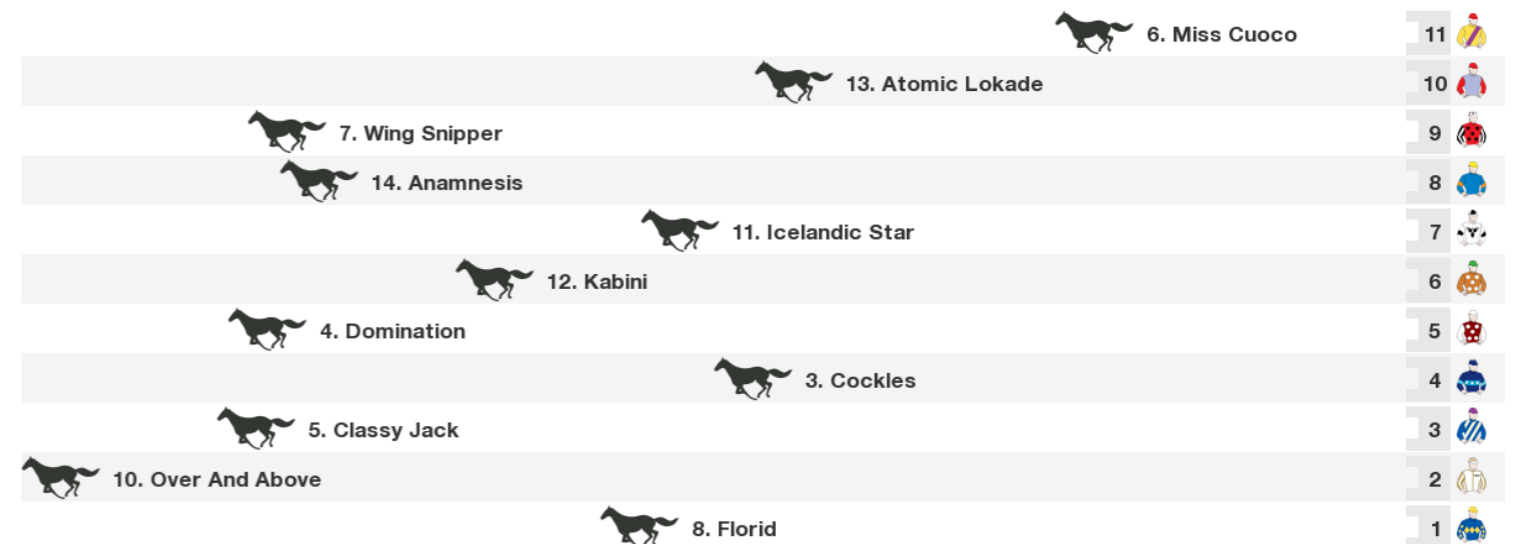 6. Miss Cuoco 11
13. Atomic Lokade 10
7. Wing Snipper 9
14. Anamnesis 8
11. Icelandic Star 7
12. Kabini 6
4. Domination 5
3. Cockles 4
5. Classy Jack 3
10. Over And Above 2
8. Florid 1